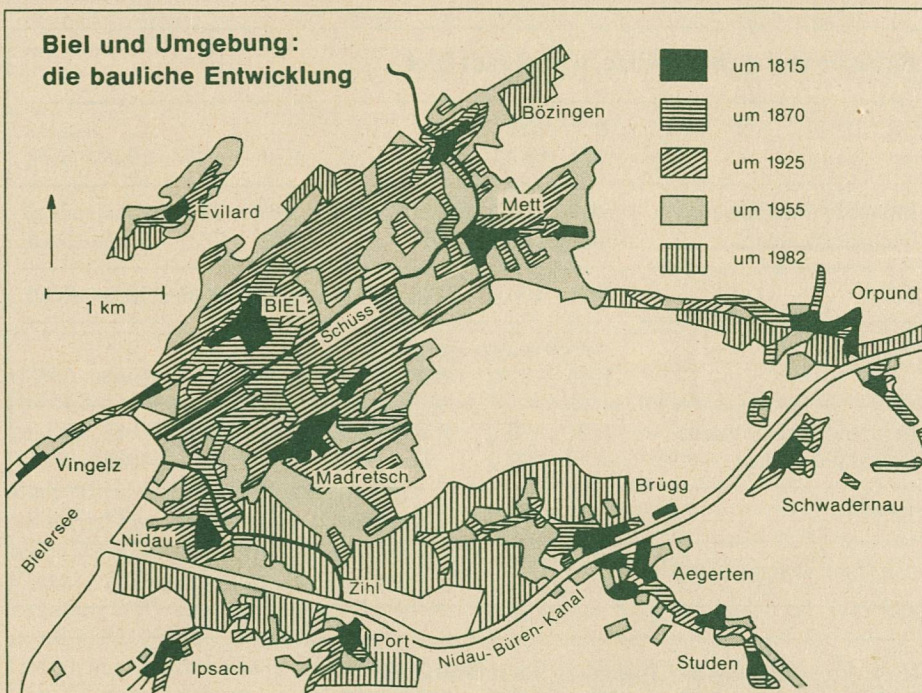 Biel und Umgebung:
die bauliche Entwicklung
um 1815
um 1870
um 1925
um 1955
um 1982
Bözingen
Evilard
Mett
1 km
BIEL
Schüss
Orpund
Vingelz
Madretsch
Brügg
Schwadernau
Bielersee
Nidau
Zihl
Aegerten
Nidau-Büren-Kanal
Port
Ipsach
Studen